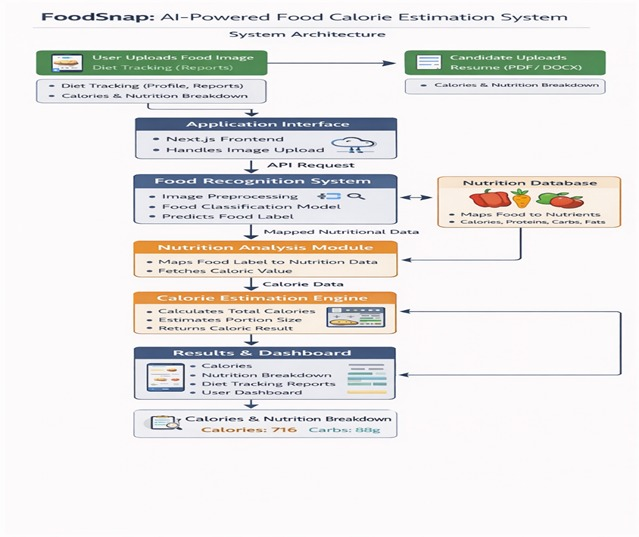 FoodSnap: AI-Powered Food Calorie Estimation System
System Architecture
User Uploads Food Image
Diet Tracking (Reports)
Candidate Uploads
Resume (PDF / DOCX)
• Diet Tracking (Profile, Reports)
• Calories & Nutrition Breakdown
• Calories & Nutrition Breakdown
Application Interface
• Next.js Frontend
• Handles Image Upload
API Request
Food Recognition System
• Image Preprocessing
• Food Classification Model
• Predicts Food Label
Nutrition Database
• Maps Food to Nutrients
• Calories, Proteins, Carbs, Fats
Mapped Nutritional Data
Nutrition Analysis Module
• Maps Food Label to Nutrition Data
• Fetches Caloric Value
Calorie Data
Calorie Estimation Engine
• Calculates Total Calories
• Estimates Portion Size
• Returns Caloric Result
Results & Dashboard
• Calories
• Nutrition Breakdown
• Diet Tracking Reports
• User Dashboard
Calories & Nutrition Breakdown
Calories: 716 Carbs: 88g